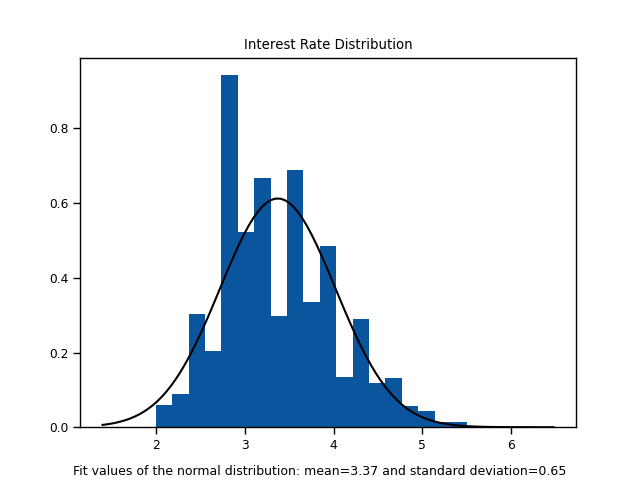 Interest Rate Distribution
0.8
0.6
0.4
0.2
0.0
2 3 4 5 6
Fit values of the normal distribution: mean=3.37 and standard deviation=0.65